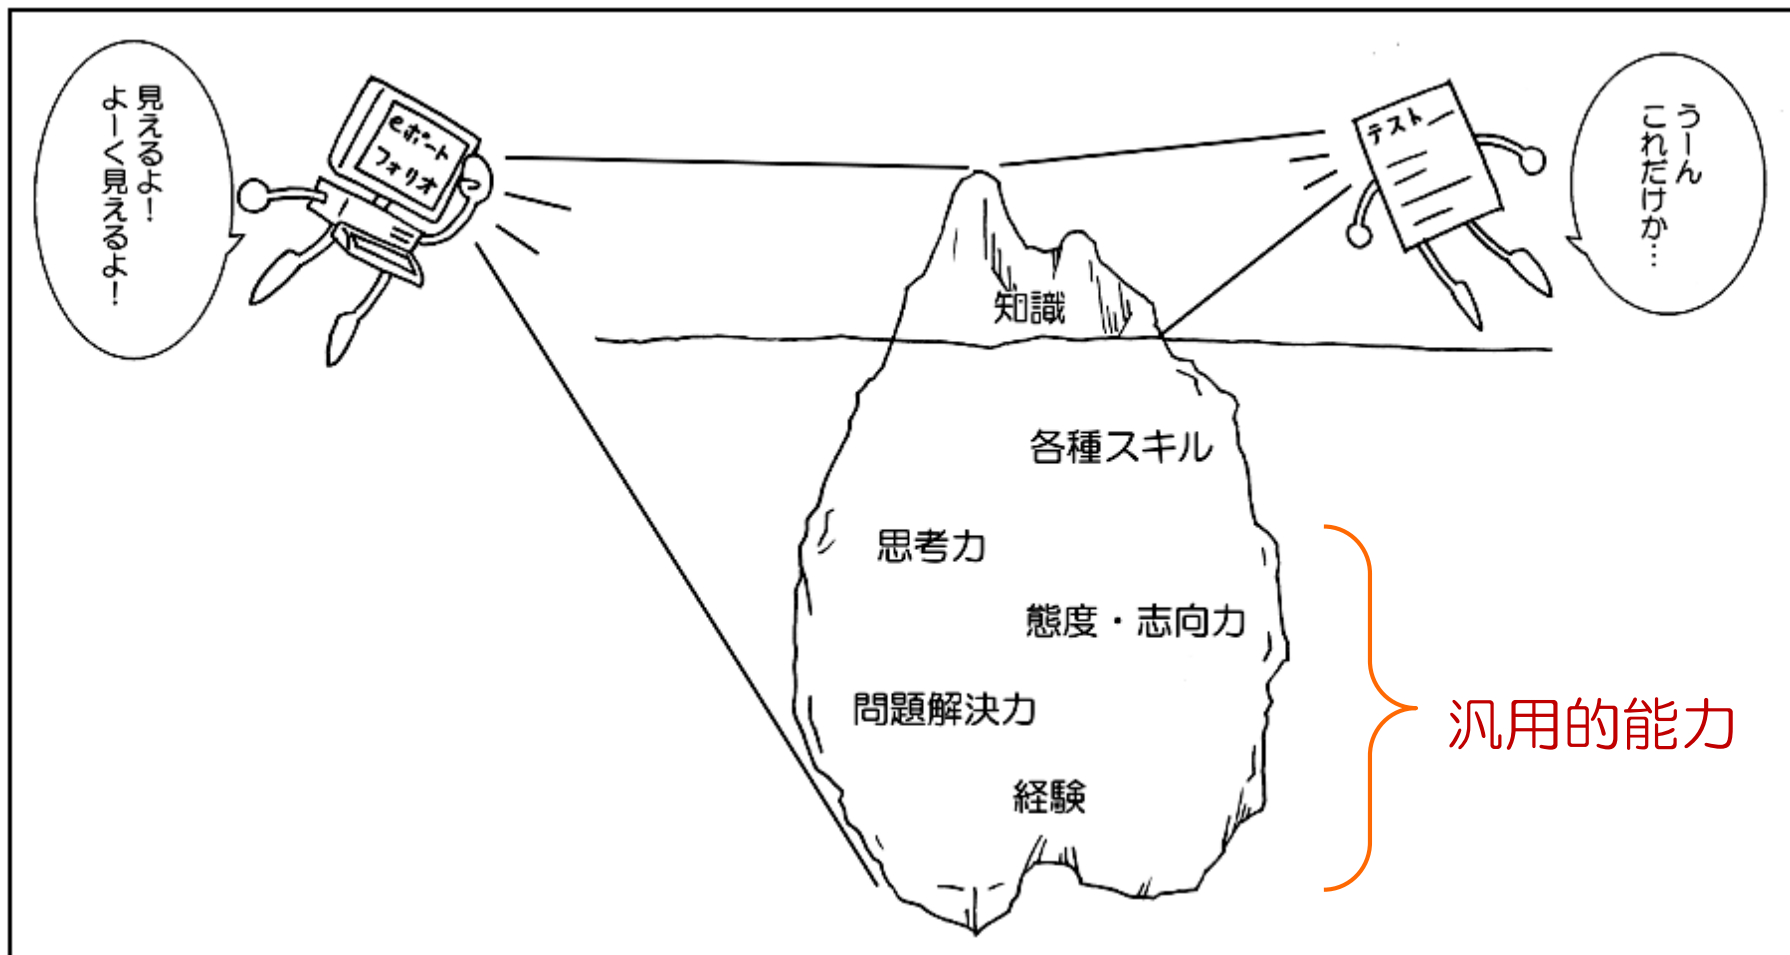 見えるよ！
よーく見えるよ！
eポート
フォリオ
テスト
うーん
これだけか…
知識
各種スキル
思考力
態度・志向力
問題解決力
経験
汎用的能力